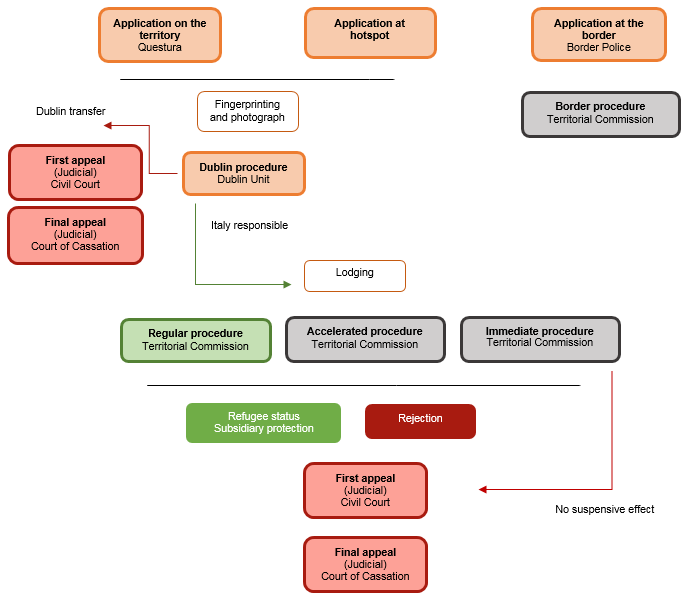 Application on the
territory
Questura
Application at
hotspot
Application at the
border
Border Police
Fingerprinting
and photograph
Border procedure
Territorial Commission
Dublin transfer
First appeal
(Judicial)
Civil Court
Dublin procedure
Dublin Unit
Final appeal
(Judicial)
Court of Cassation
Italy responsible
Lodging
Regular procedure
Territorial Commission
Accelerated procedure
Territorial Commission
Immediate procedure
Territorial Commission
Refugee status
Subsidiary protection
Rejection
First appeal
(Judicial)
Civil Court
No suspensive effect
Final appeal
(Judicial)
Court of Cassation